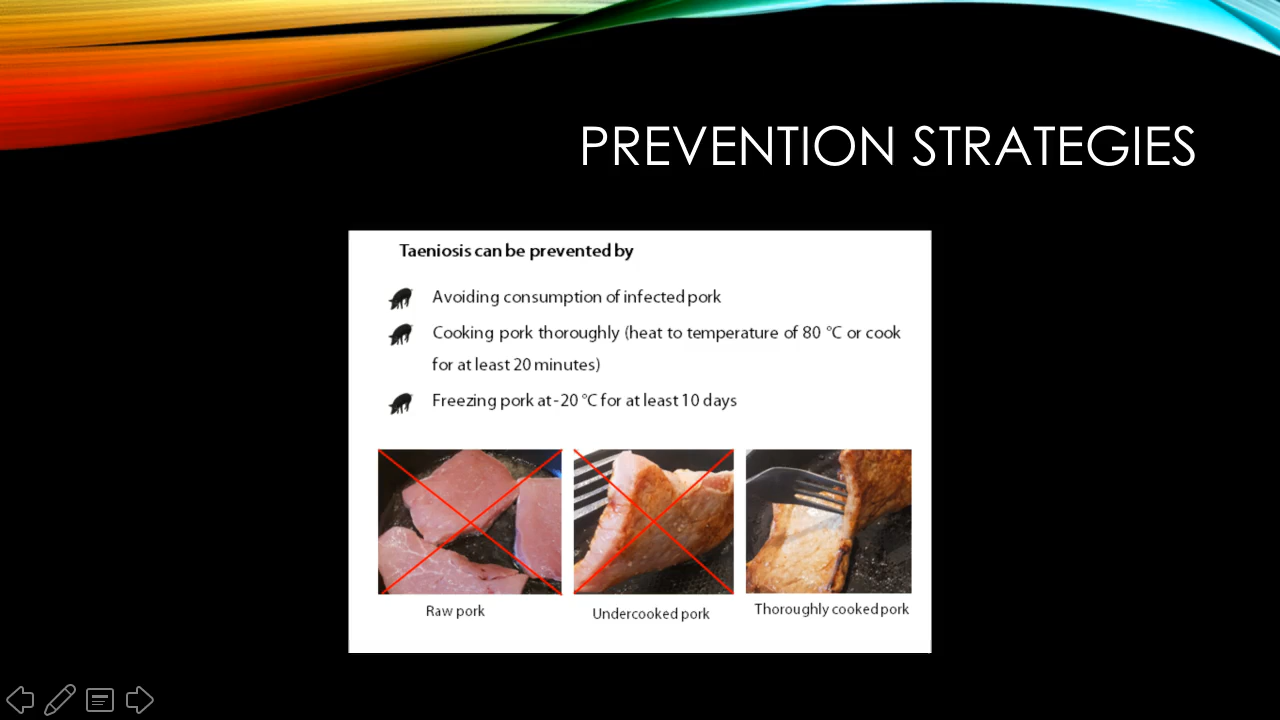 PREVENTION STRATEGIES
Taeniosis can be prevented by
Avoiding consumption of infected pork
Cooking pork thoroughly (heat to temperature of 80 °C or cook
for at least 20 minutes)
Freezing pork at -20 °C for at least 10 days
Raw pork
Undercooked pork
Thoroughly cooked pork